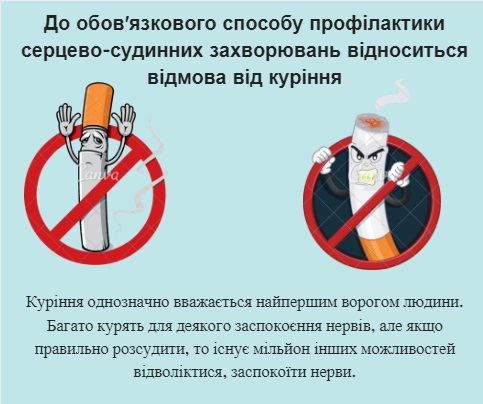 До обов'язкового способу профілактики
серцево-судинних захворювань відноситься
відмова від куріння
Canva
Куріння однозначно вважається найпершим ворогом людини.
Багато курять для деякого заспокоєння нервів, але якщо
правильно розсудити, то існує мільйон інших можливостей
відволіктися, заспокоїти нерви.